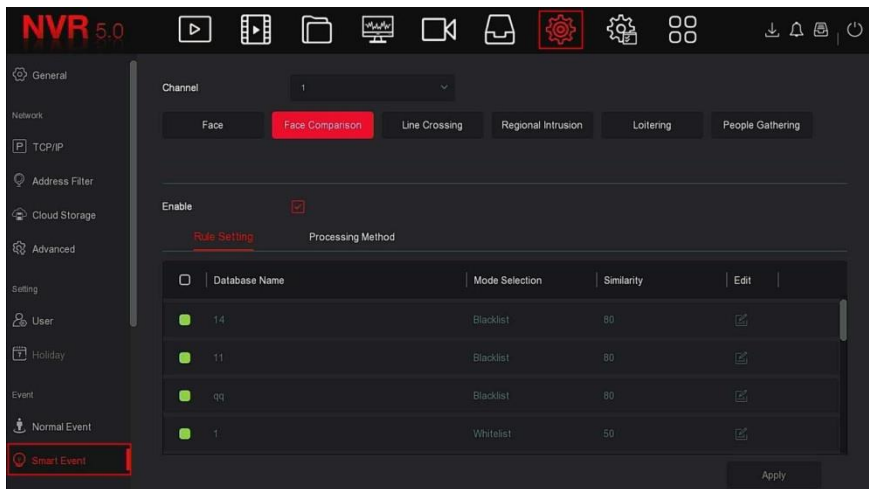 NVR 5.0
General
Channel
1
Network
Face
Face Comparison
Line Crossing
Regional Intrusion
Loitering
People Gathering
TCP/IP
Address Filter
Enable
Cloud Storage
Rule Setting
Processing Method
Advanced
Database Name
Mode Selection
Similarity
Edit
Setting
User
14
Blacklist
80
Holiday
11
Blacklist
80
Event
qq
Blacklist
80
Normal Event
1
Whitelist
50
Smart Event
Apply